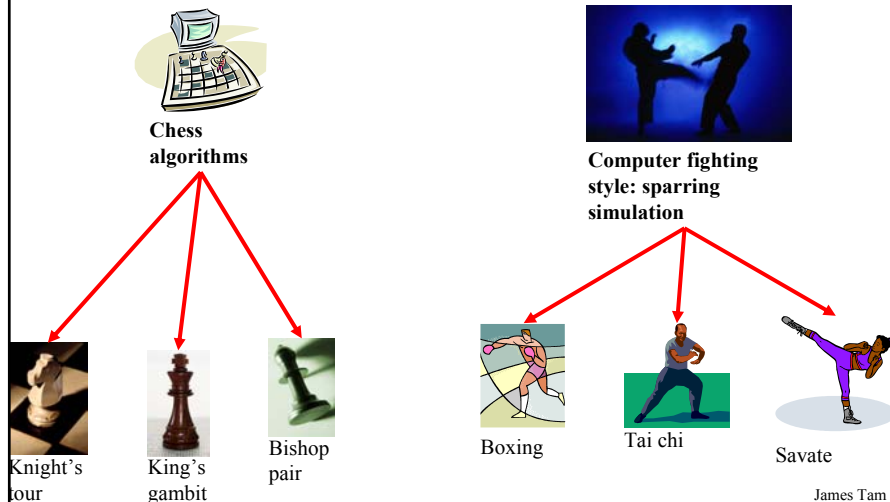 Chess
algorithms
Computer fighting
style: sparring
simulation
Knight's
tour
King's
gambit
Bishop
pair
Boxing
Tai chi
Savate
James Tam